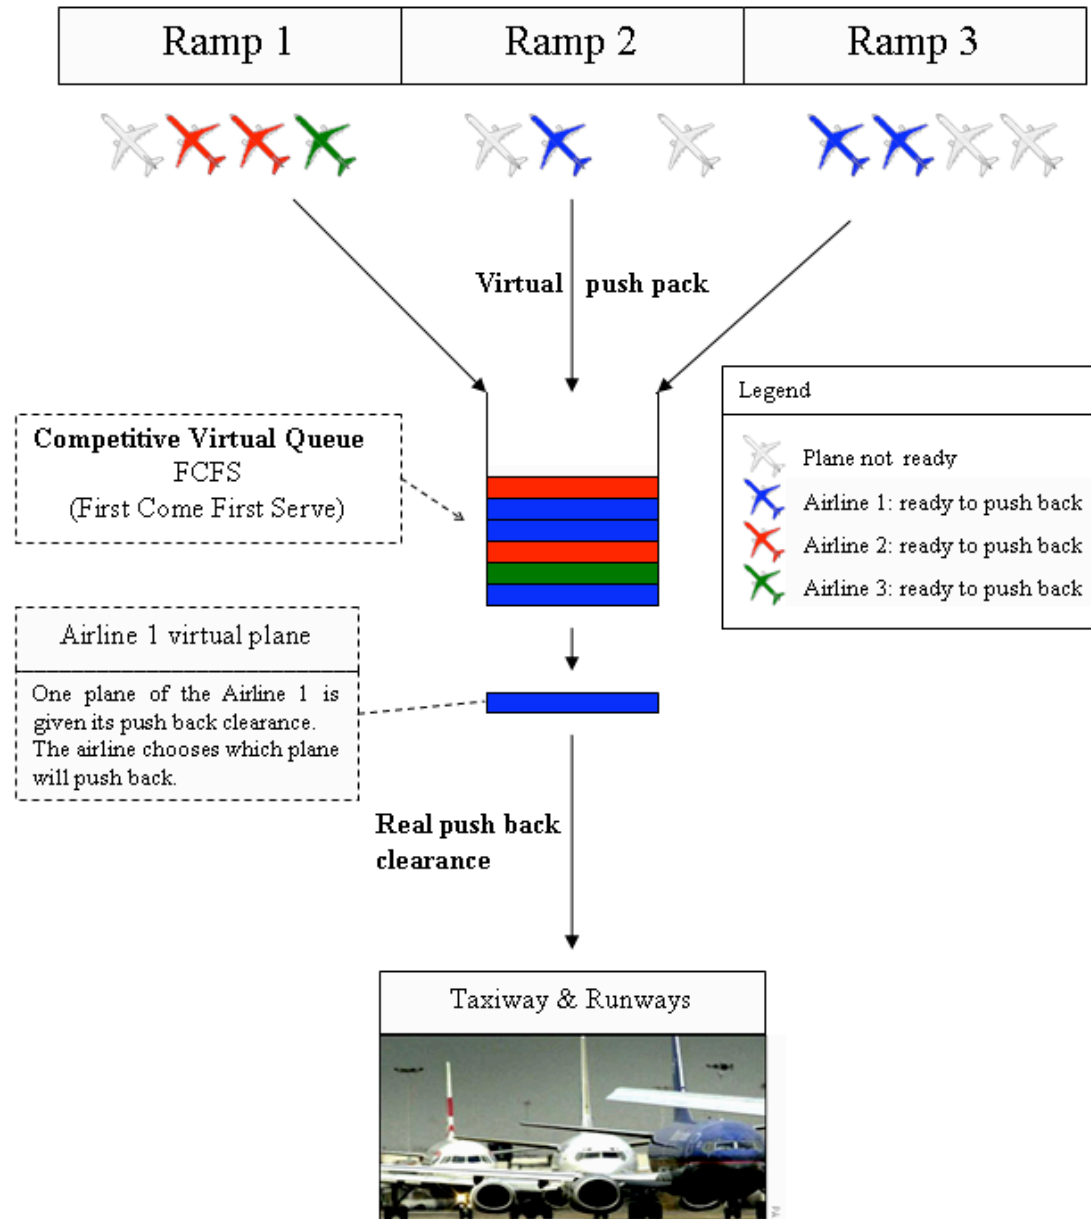 Ramp 1
Ramp 2
Ramp 3
Virtual push pack
Competitive Virtual Queue
FCFS
(First Come First Serve)
Legend
Plane not ready
Airline 1: ready to push back
Airline 2: ready to push back
Airline 3: ready to push back
Airline 1 virtual plane
One plane of the Airline 1 is
given its push back clearance.
The airline chooses which plane
will push back.
Real push back
clearance
Taxiway & Runways
PA